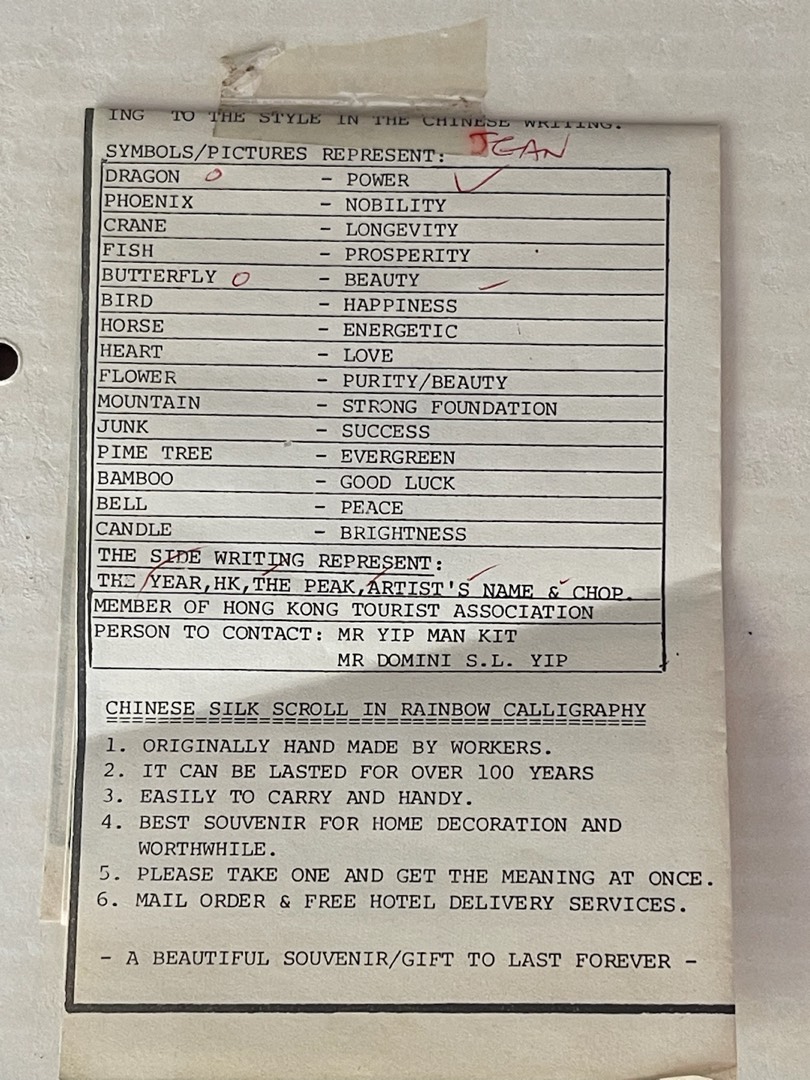 ING TO THE STYLE IN THE CHINESE WRITING.
SYMBOLS/PICTURES REPRESENT: JEAN
DRAGON O - POWER ✓
PHOENIX - NOBILITY
CRANE - LONGEVITY
FISH - PROSPERITY
BUTTERFLY O - BEAUTY
BIRD - HAPPINESS
HORSE - ENERGETIC
HEART - LOVE
FLOWER - PURITY/BEAUTY
MOUNTAIN - STRONG FOUNDATION
JUNK - SUCCESS
PIME TREE - EVERGREEN
BAMBOO - GOOD LUCK
BELL - PEACE
CANDLE - BRIGHTNESS
THE SIDE WRITING REPRESENT:
THE YEAR,HK,THE PEAK,ARTIST'S NAME & CHOP.
MEMBER OF HONG KONG TOURIST ASSOCIATION
PERSON TO CONTACT: MR YIP MAN KIT
MR DOMINI S.L. YIP
CHINESE SILK SCROLL IN RAINBOW CALLIGRAPHY
1. ORIGINALLY HAND MADE BY WORKERS.
2. IT CAN BE LASTED FOR OVER 100 YEARS
3. EASILY TO CARRY AND HANDY.
4. BEST SOUVENIR FOR HOME DECORATION AND
WORTHWHILE.
5. PLEASE TAKE ONE AND GET THE MEANING AT ONCE.
6. MAIL ORDER & FREE HOTEL DELIVERY SERVICES.
- A BEAUTIFUL SOUVENIR/GIFT TO LAST FOREVER -